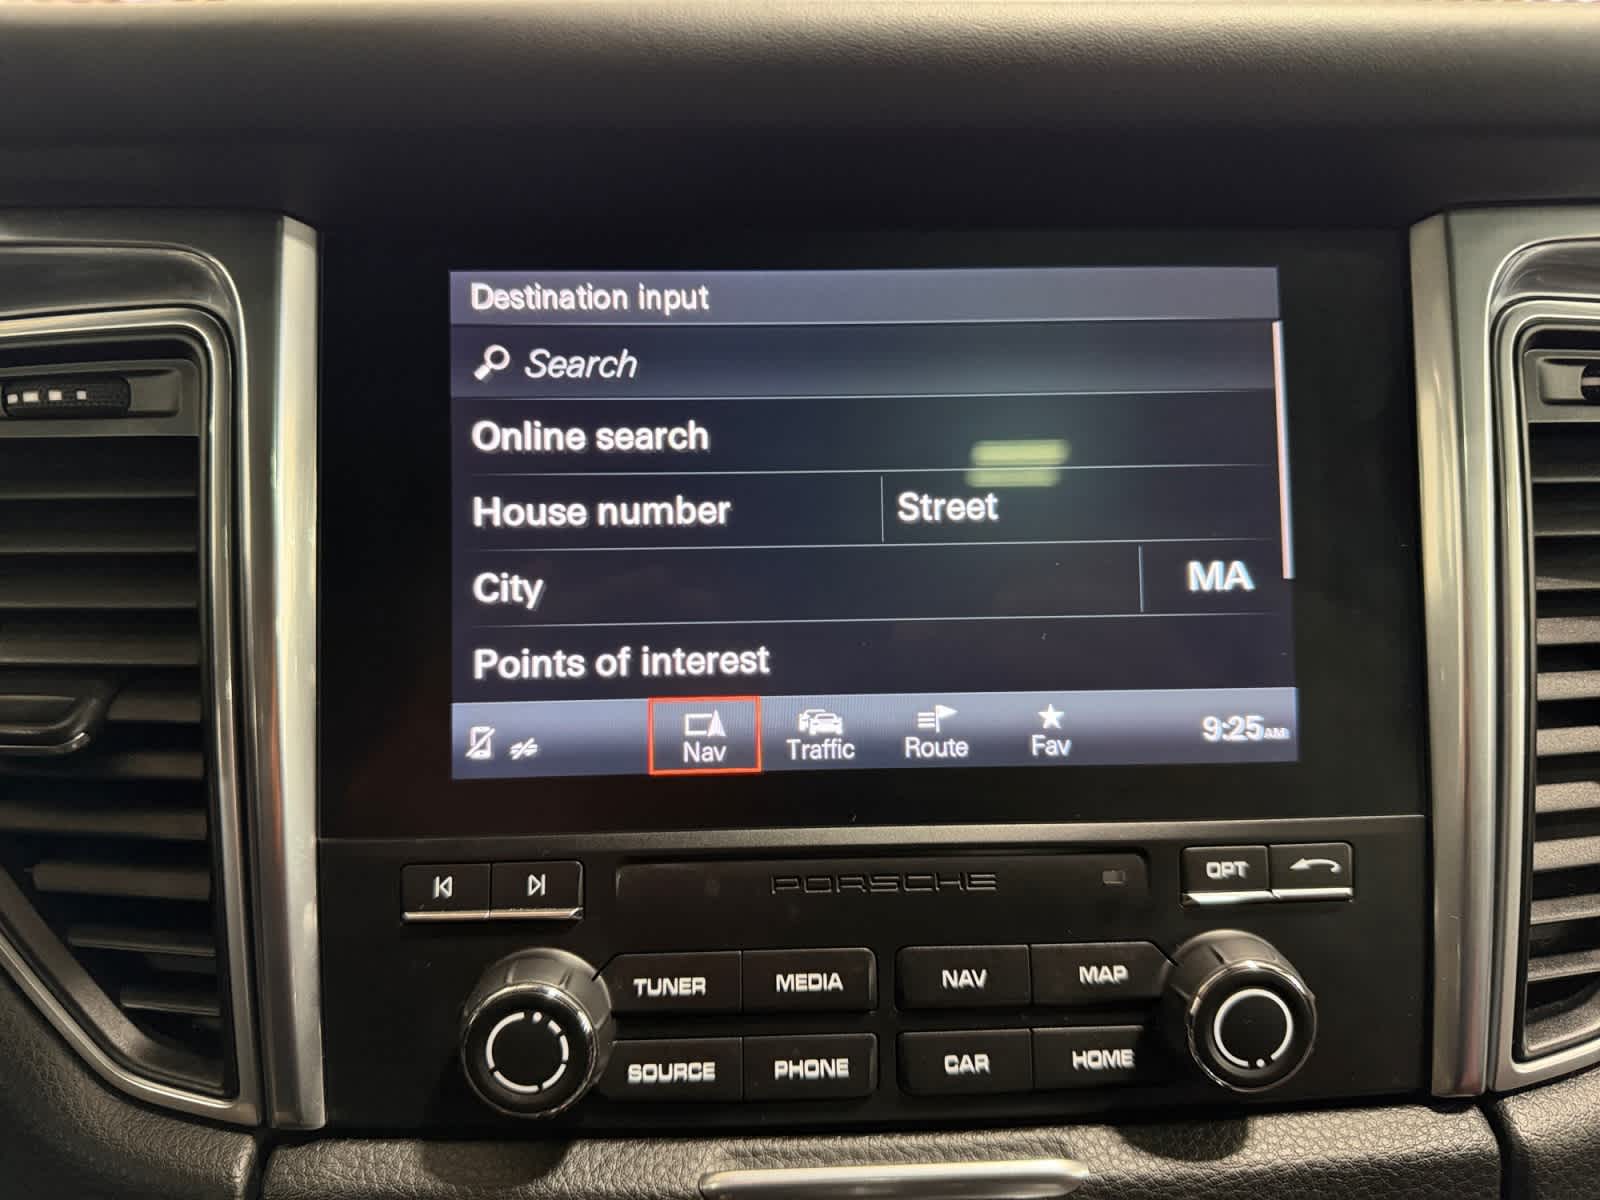 Destination input
Search
Online search
House number Street
City MA
Points of interest
Nav Traffic Route Fav 9:25AM
PORSCHE OPT
TUNER MEDIA NAV MAP
SOURCE PHONE CAR HOME